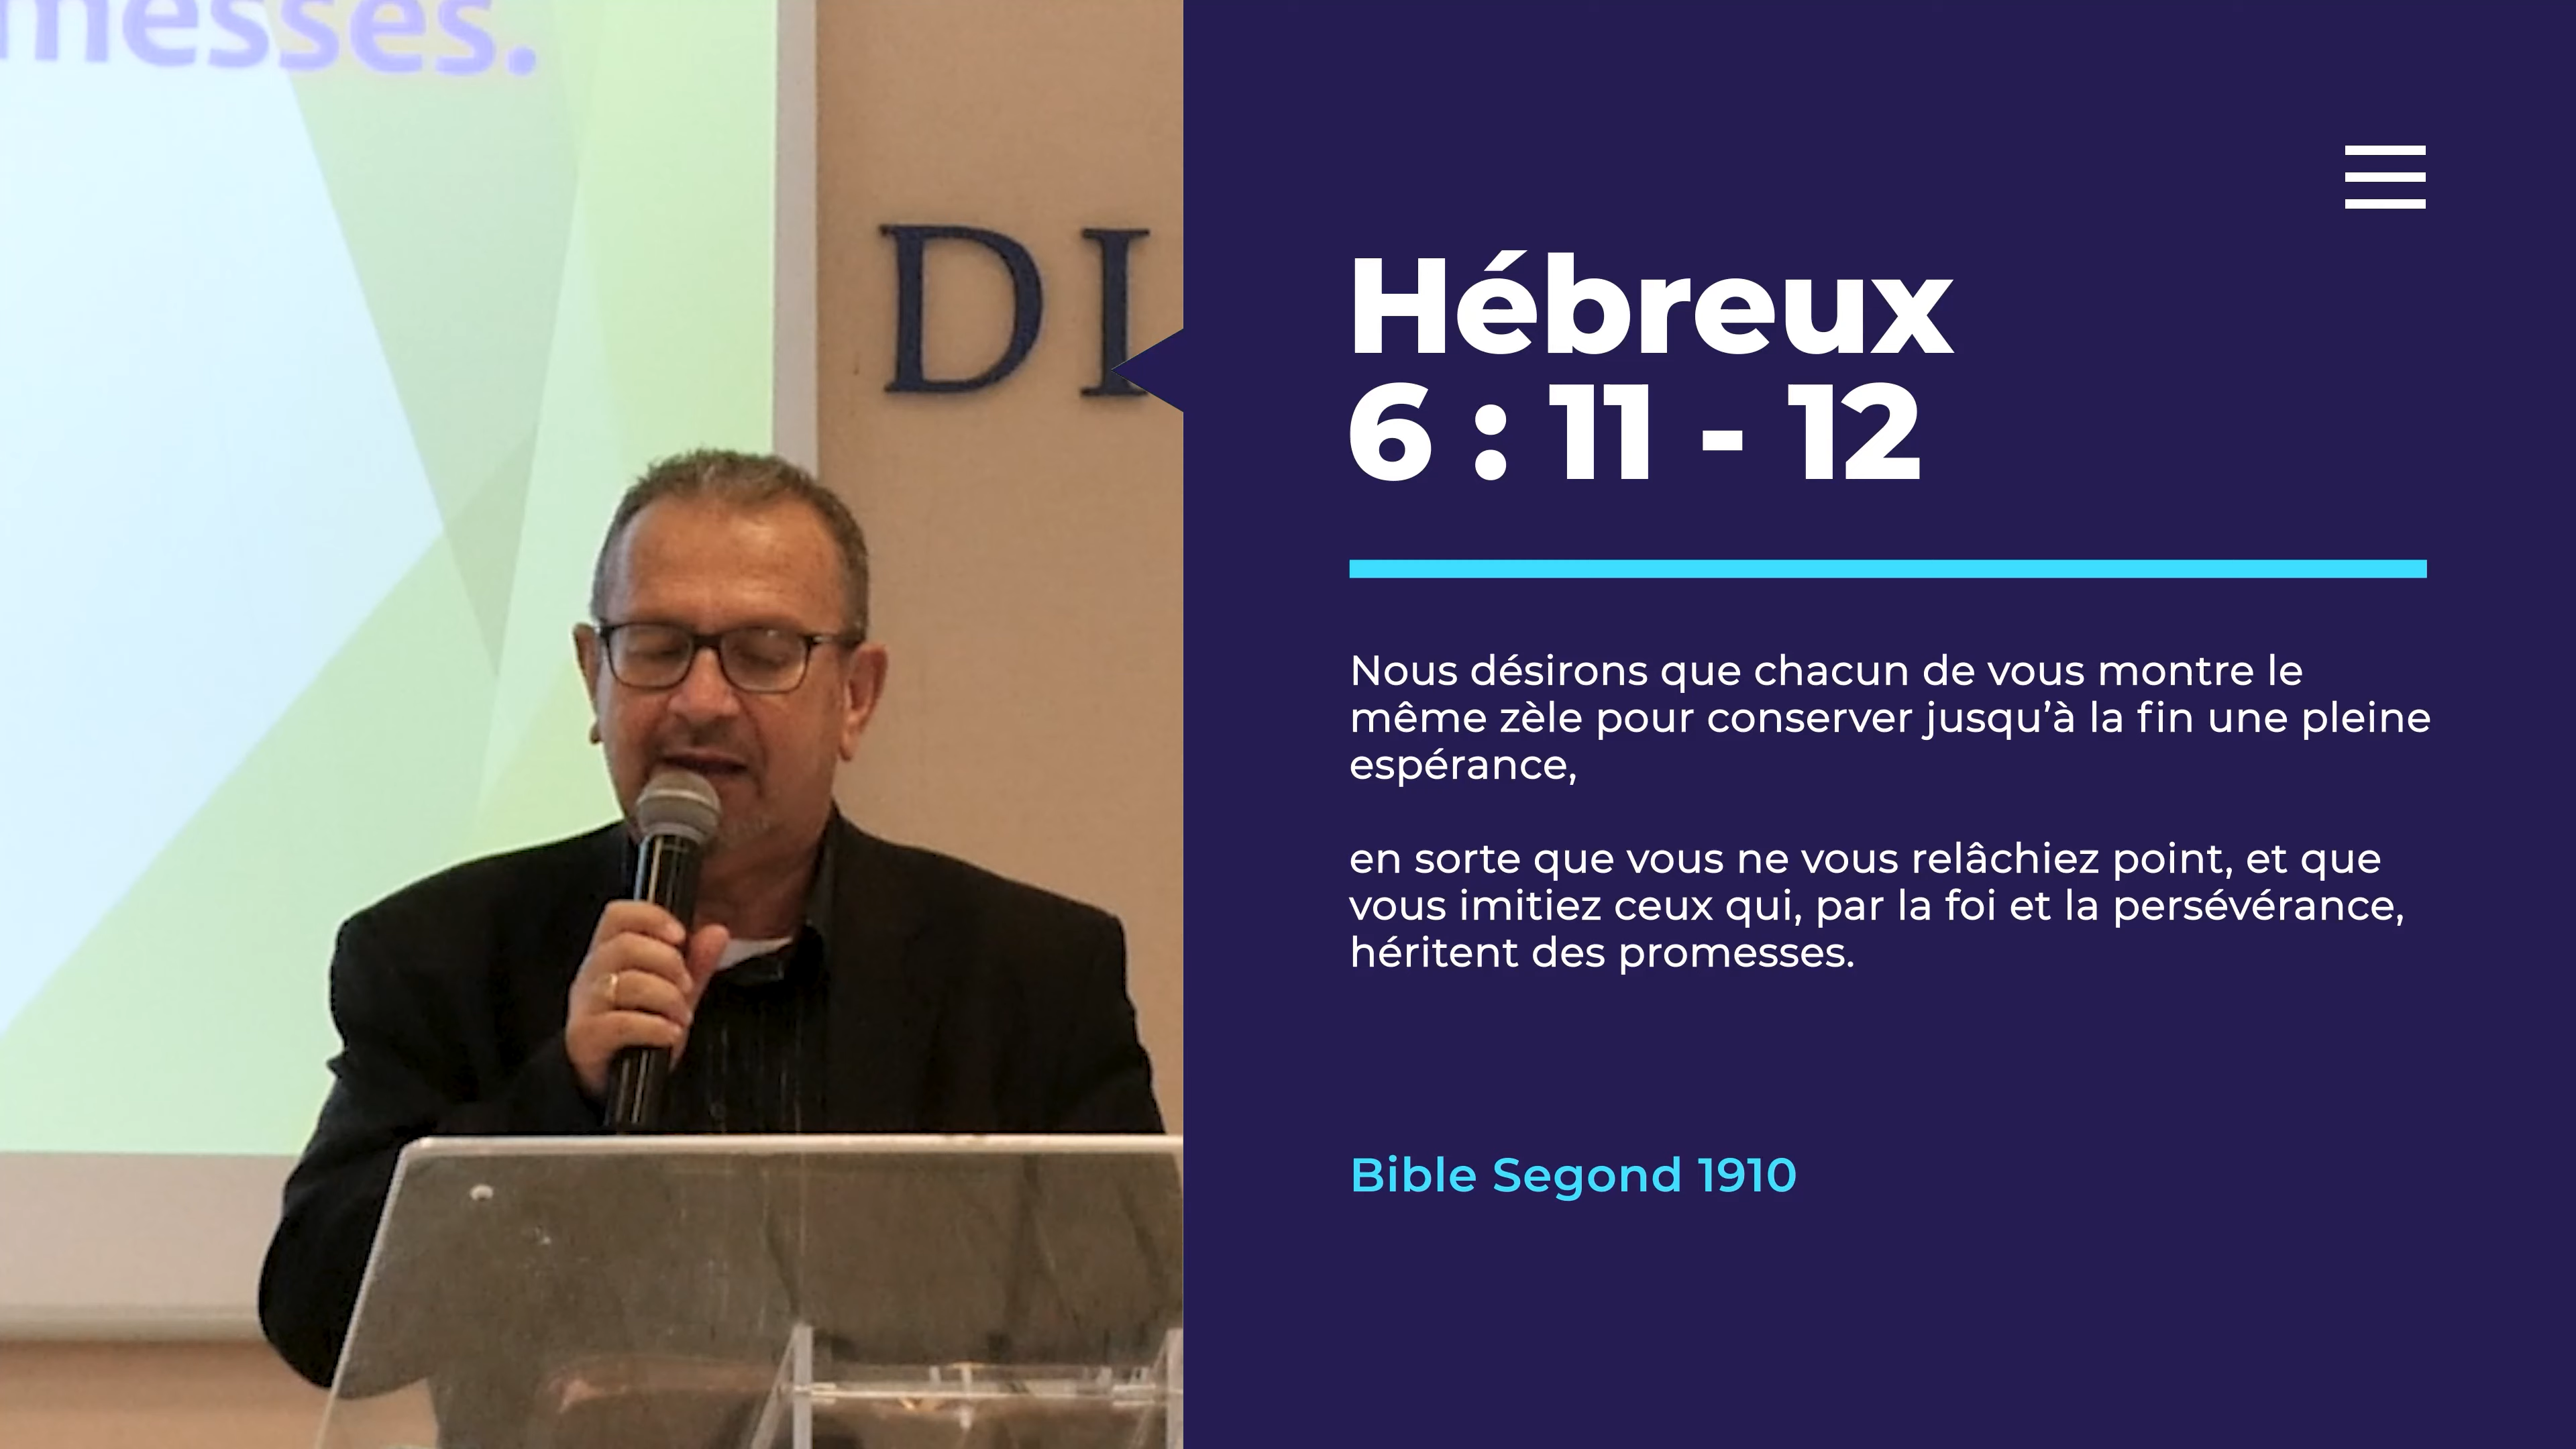 messes.
DI
Hébreux
6 : 11 - 12
Nous désirons que chacun de vous montre le
même zèle pour conserver jusqu’à la fin une pleine
espérance,
en sorte que vous ne vous relâchiez point, et que
vous imitiez ceux qui, par la foi et la persévérance,
héritent des promesses.
Bible Segond 1910